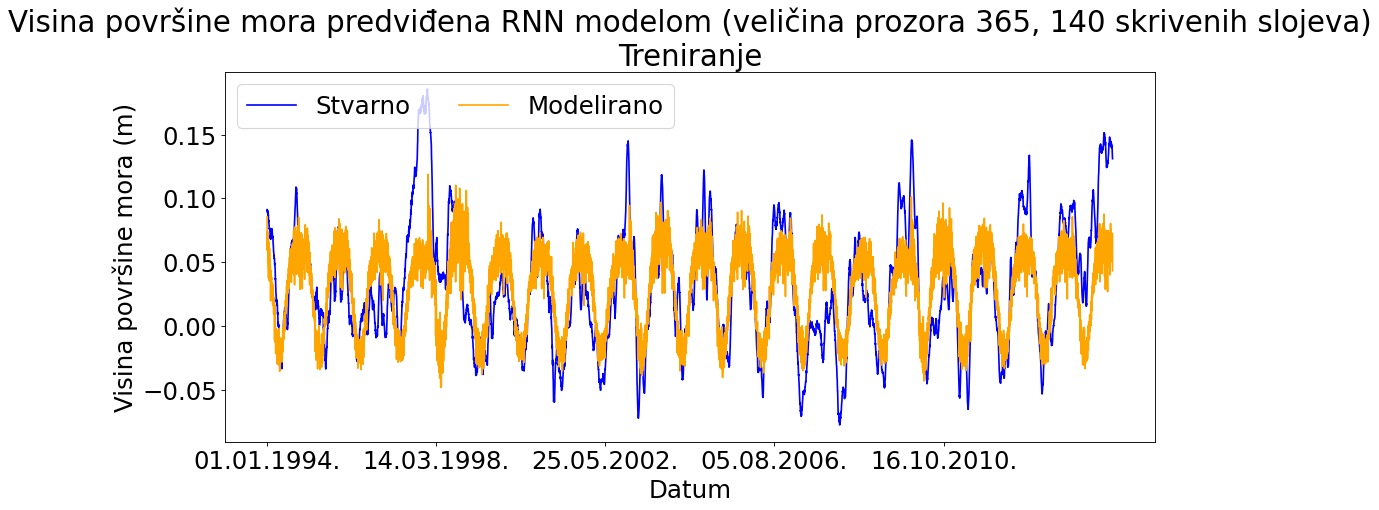 Visina površine mora predviđena RNN modelom (veličina prozora 365, 140 skrivenih slojeva)
Treniranje
Stvarno Modelirano
Visina površine mora (m)
0.15
0.10
0.05
0.00
−0.05
01.01.1994. 14.03.1998. 25.05.2002. 05.08.2006. 16.10.2010.
Datum